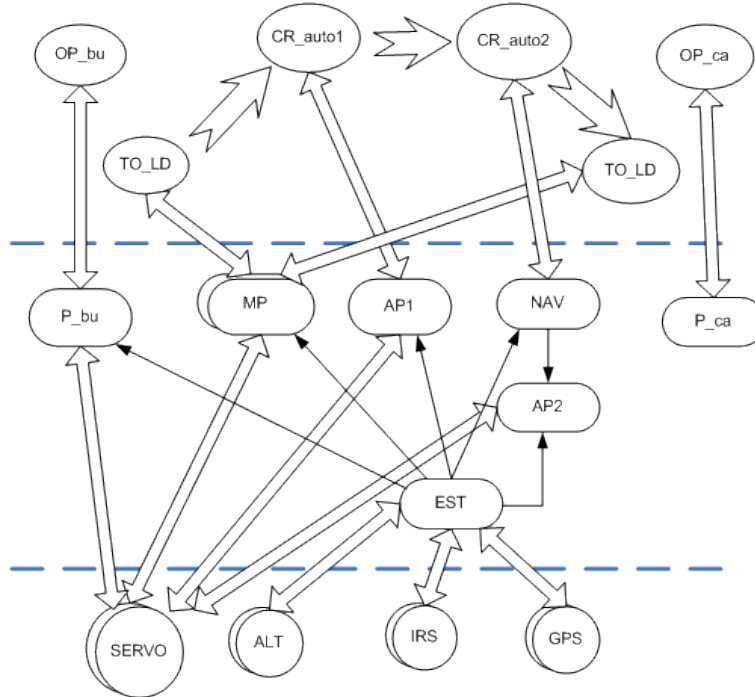 OP_bu
CR_auto1
CR_auto2
OP_ca
TO_LD
TO_LD
P_bu
MP
AP1
NAV
P_ca
AP2
EST
SERVO
ALT
IRS
GPS